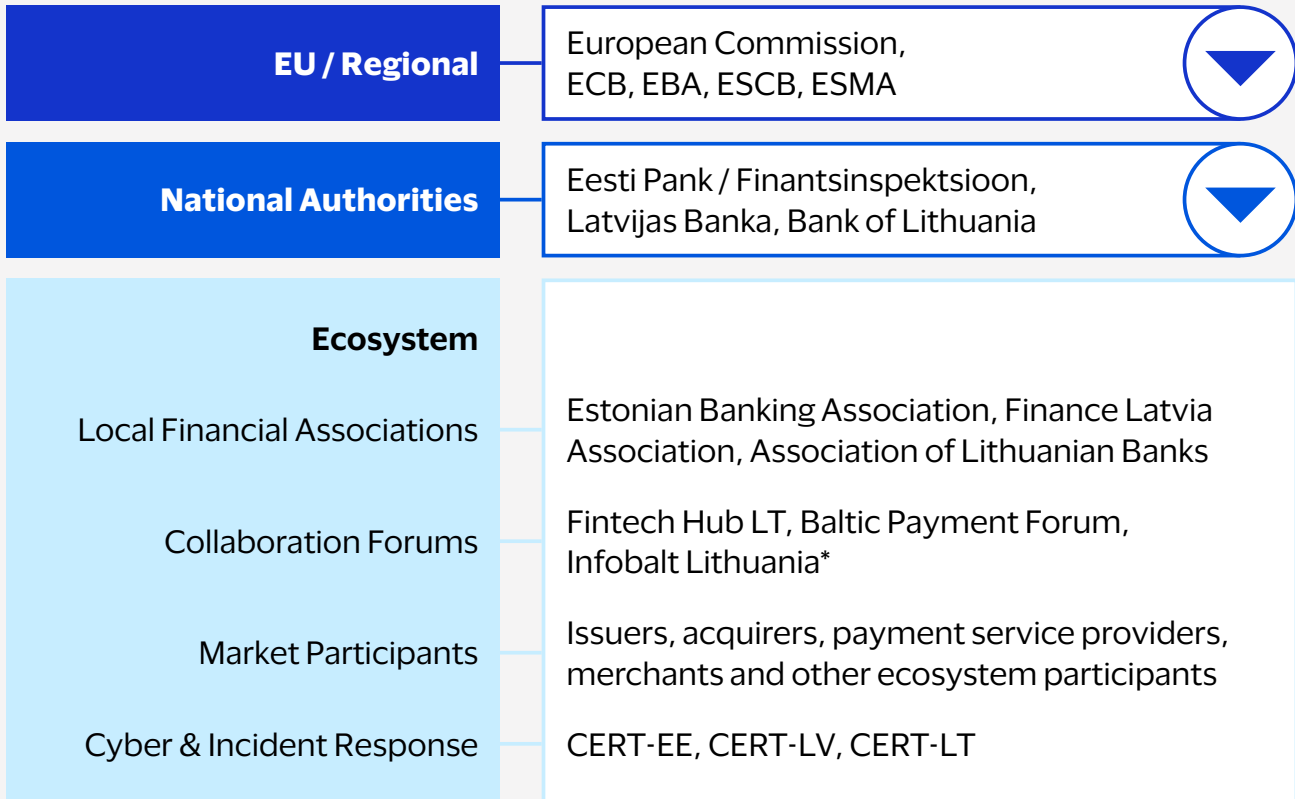 EU / Regional
European Commission,
ECB, EBA, ESCB, ESMA
National Authorities
Eesti Pank / Finantsinspektsioon,
Latvijas Banka, Bank of Lithuania
Ecosystem
Local Financial Associations
Estonian Banking Association, Finance Latvia
Association, Association of Lithuanian Banks
Collaboration Forums
Fintech Hub LT, Baltic Payment Forum,
Infobalt Lithuania*
Market Participants
Issuers, acquirers, payment service providers,
merchants and other ecosystem participants
Cyber & Incident Response
CERT-EE, CERT-LV, CERT-LT